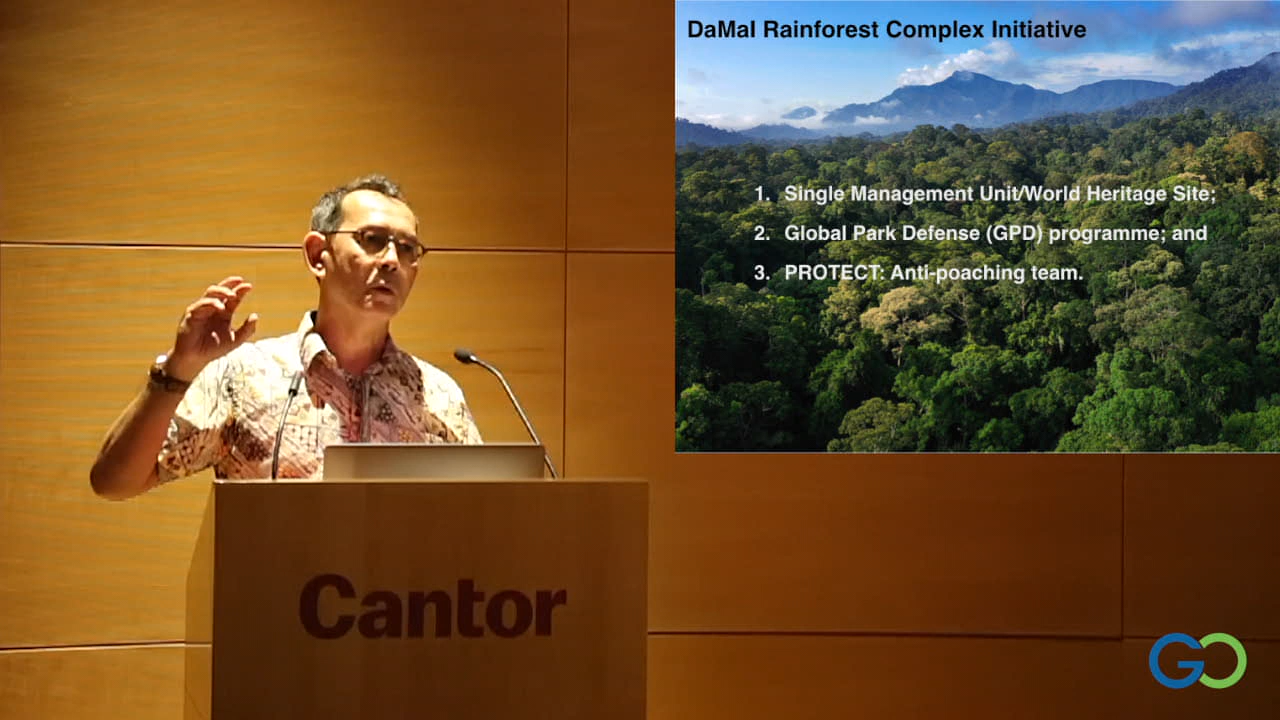 DaMaI Rainforest Complex Initiative
1. Single Management Unit/World Heritage Site;
2. Global Park Defense (GPD) programme; and
3. PROTECT: Anti-poaching team.
Cantor
GO